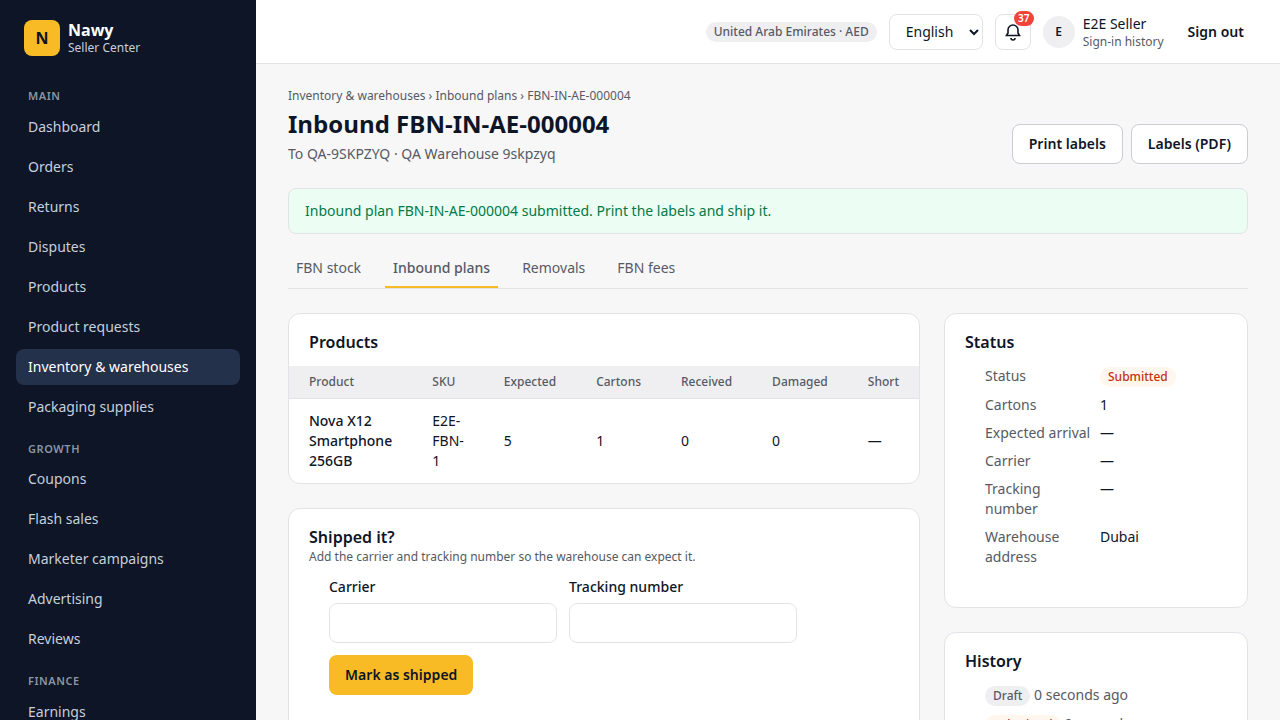 N
Nawy
Seller Center
MAIN
Dashboard
Orders
Returns
Disputes
Products
Product requests
Inventory & warehouses
Packaging supplies
GROWTH
Coupons
Flash sales
Marketer campaigns
Advertising
Reviews
FINANCE
Earnings
United Arab Emirates · AED
English
37
E
E2E Seller
Sign-in history
Sign out
Inventory & warehouses › Inbound plans › FBN-IN-AE-000004
Inbound FBN-IN-AE-000004
To QA-9SKPZYQ · QA Warehouse 9skpzyq
Print labels
Labels (PDF)
Inbound plan FBN-IN-AE-000004 submitted. Print the labels and ship it.
FBN stock
Inbound plans
Removals
FBN fees
Products
Product SKU Expected Cartons Received Damaged Short
Nova X12
Smartphone
256GB
E2E-
FBN-
1
5 1 0 0 —
Shipped it?
Add the carrier and tracking number so the warehouse can expect it.
Carrier
Tracking number
Mark as shipped
Status
Status Submitted
Cartons 1
Expected arrival —
Carrier —
Tracking number —
Warehouse address Dubai
History
Draft 0 seconds ago